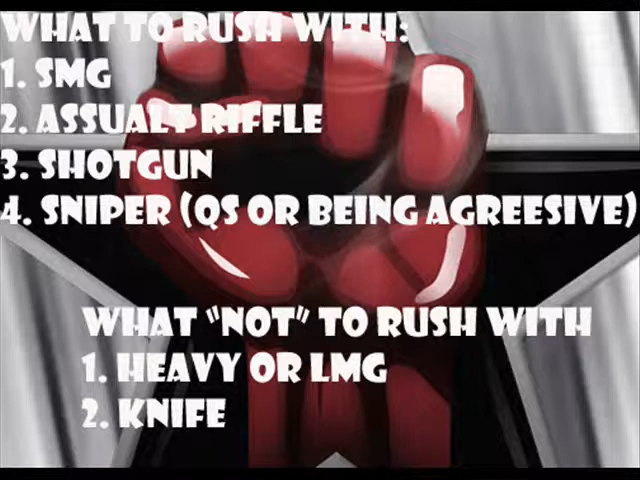 WHAT TO RUSH WITH:
1. SMG
2. ASSUALT RIFFLE
3. SHOTGUN
4. SNIPER (QS OR BEING AGREESIVE)
WHAT "NOT" TO RUSH WITH
1. HEAVY OR LMG
2. KNIFE